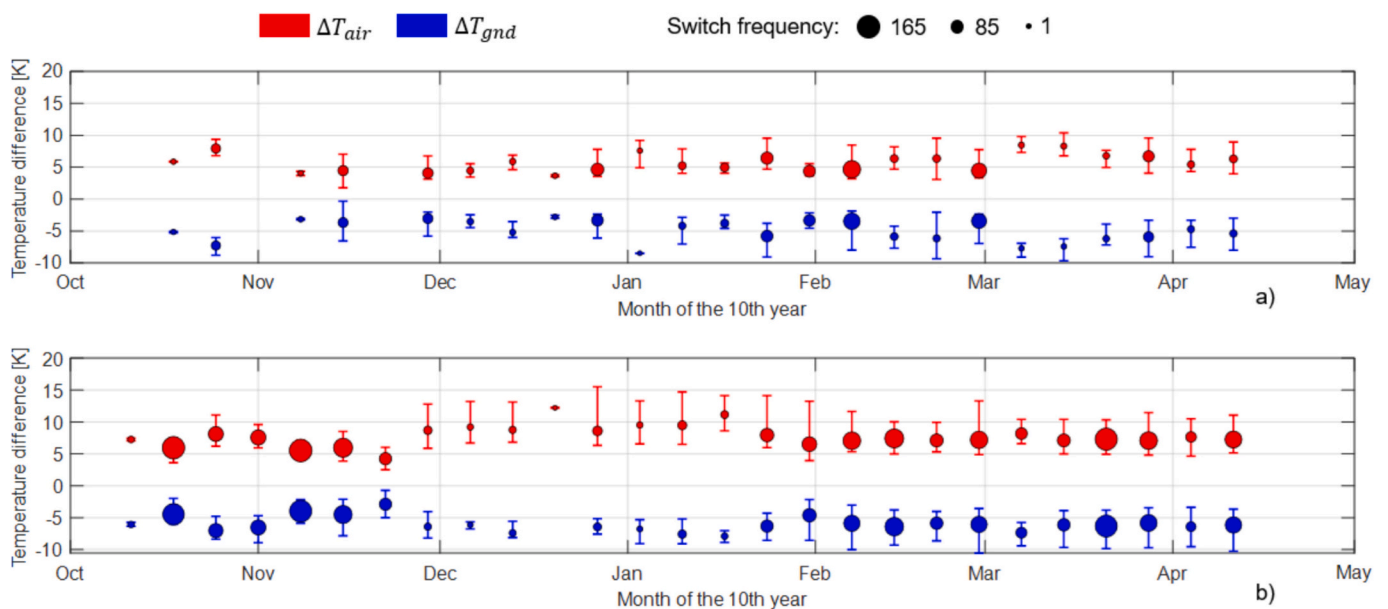 ΔT_air ΔT_gnd Switch frequency: 165 85 1
Temperature difference [K]
20
15
10
5
0
-5
-10
Oct Nov Dec Jan Feb Mar Apr May
Month of the 10th year
a)
Temperature difference [K]
20
15
10
5
0
-5
-10
Oct Nov Dec Jan Feb Mar Apr May
Month of the 10th year
b)